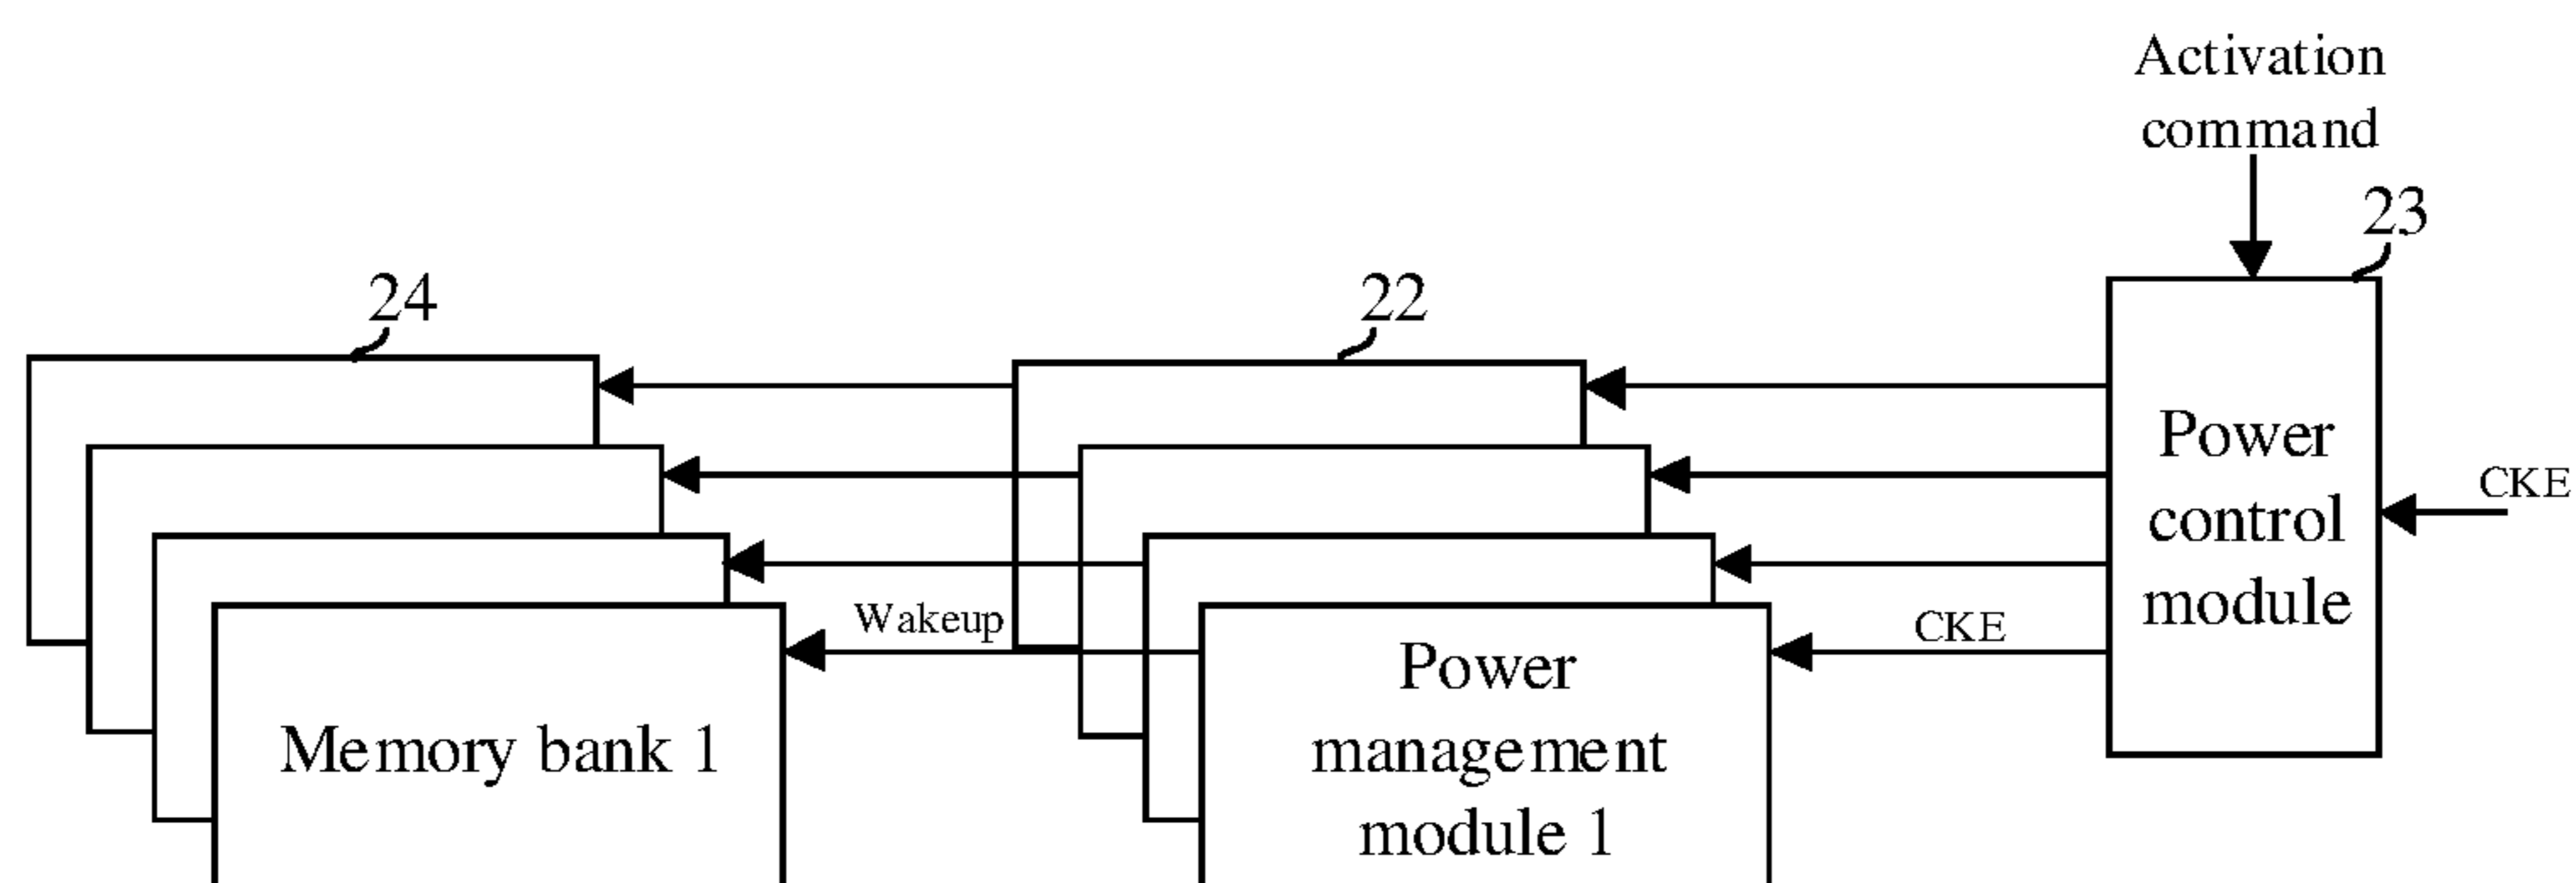 Activation
command
23
24
22
Power
control
module
CKE
Wakeup
CKE
Memory bank 1
Power
management
module 1